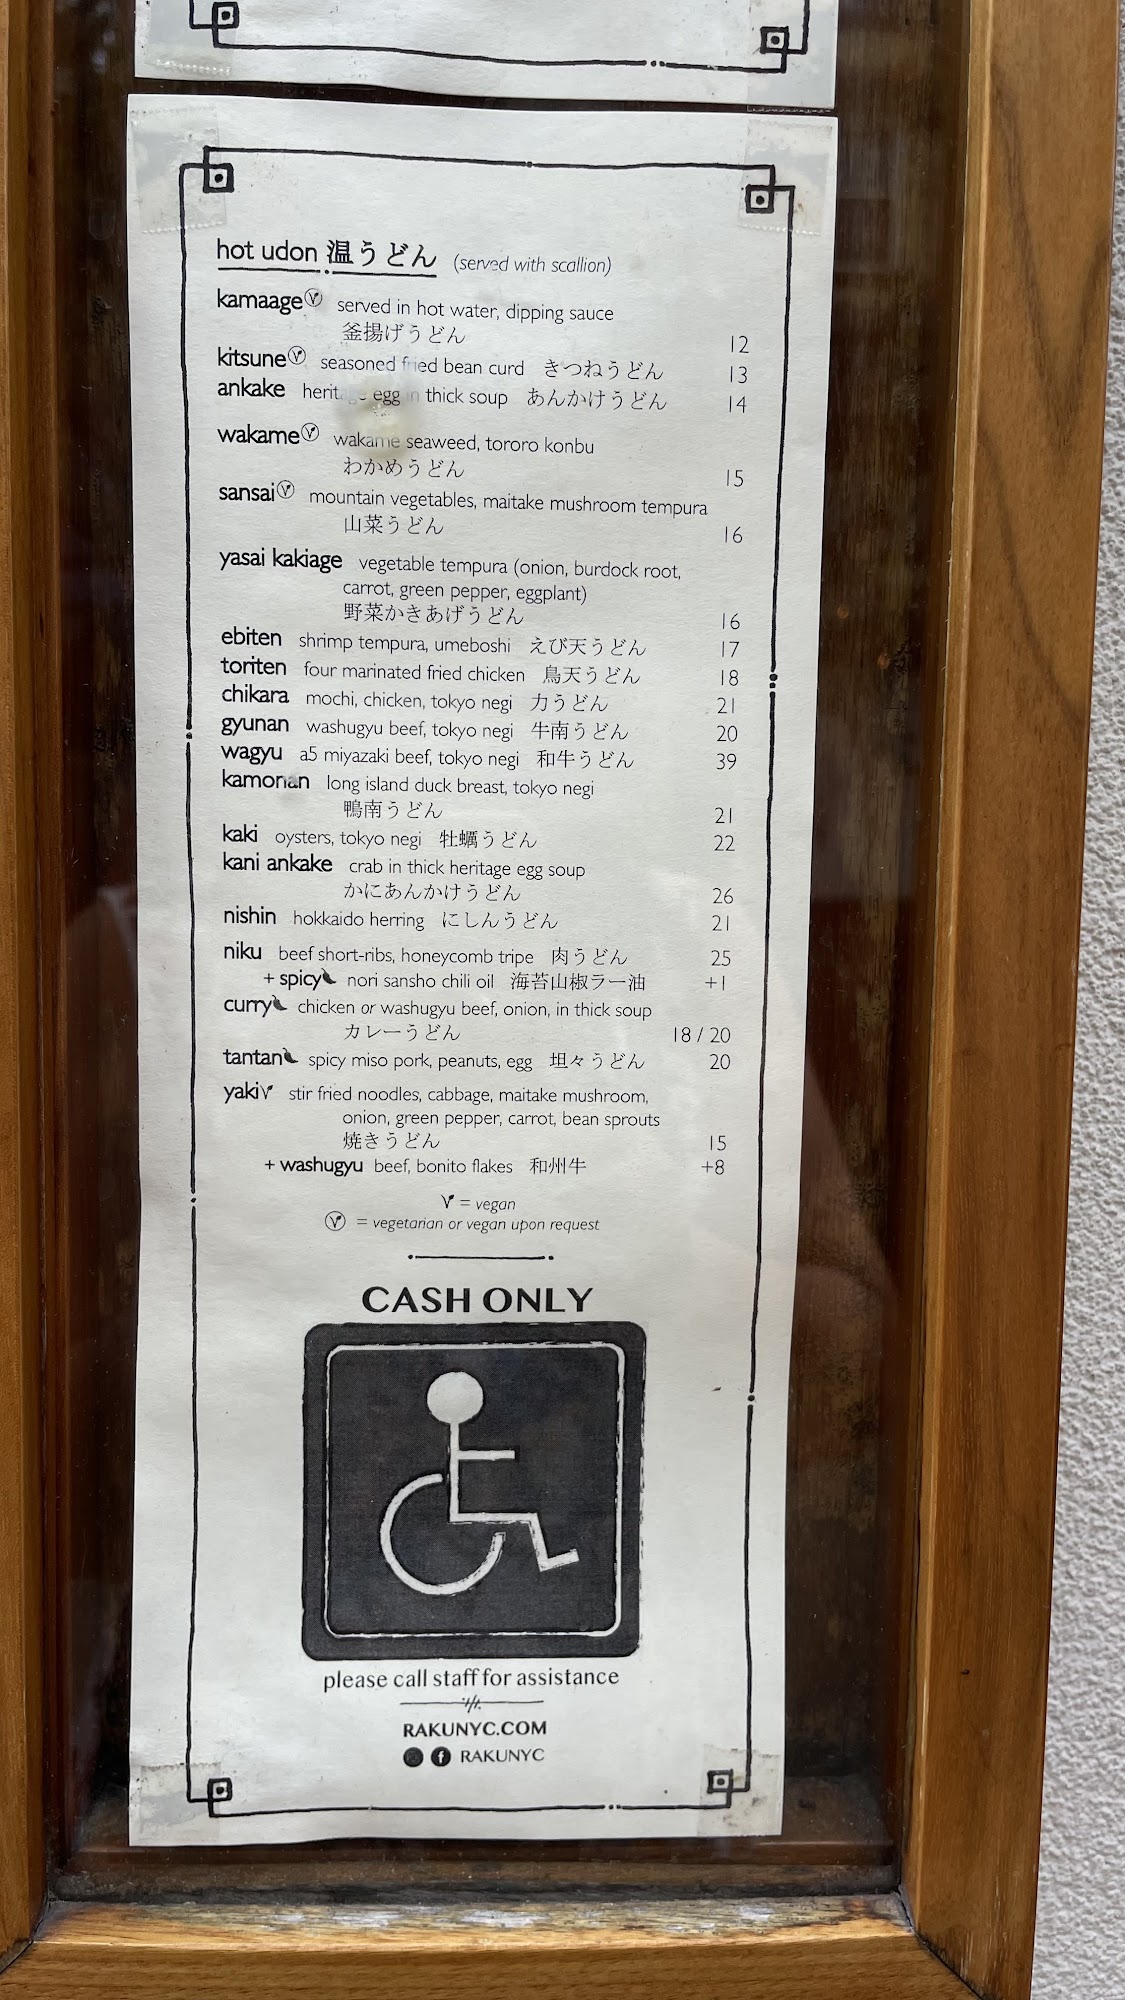 hot udon 温うどん (served with scallion)
kamaage Ⓥ served in hot water, dipping sauce
釜揚げうどん 12
kitsune Ⓥ seasoned fried bean curd きつねうどん 13
ankake heritage egg in thick soup あんかけうどん 14
wakame Ⓥ wakame seaweed, tororo konbu
わかめうどん 15
sansai Ⓥ mountain vegetables, maitake mushroom tempura
山菜うどん 16
yasai kakiage vegetable tempura (onion, burdock root,
carrot, green pepper, eggplant)
野菜かきあげうどん 16
ebiten shrimp tempura, umeboshi えび天うどん 17
toriten four marinated fried chicken 鳥天うどん 18
chikara mochi, chicken, tokyo negi 力うどん 21
gyunan washugyu beef, tokyo negi 牛南うどん 20
wagyu a5 miyazaki beef, tokyo negi 和牛うどん 39
kamonan long island duck breast, tokyo negi
鴨南うどん 21
kaki oysters, tokyo negi 牡蠣うどん 22
kani ankake crab in thick heritage egg soup
かにあんかけうどん 26
nishin hokkaido herring にしんうどん 21
niku beef short-ribs, honeycomb tripe 肉うどん 25
+ spicy nori sansho chili oil 海苔山椒ラー油 +1
curry chicken or washugyu beef, onion, in thick soup
カレーうどん 18 / 20
tantan spicy miso pork, peanuts, egg 坦々うどん 20
yaki V stir fried noodles, cabbage, maitake mushroom,
onion, green pepper, carrot, bean sprouts
焼きうどん 15
+ washugyu beef, bonito flakes 和州牛 +8
V = vegan
Ⓥ = vegetarian or vegan upon request
CASH ONLY
please call staff for assistance
RAKUNYC.COM
RAKUNYC